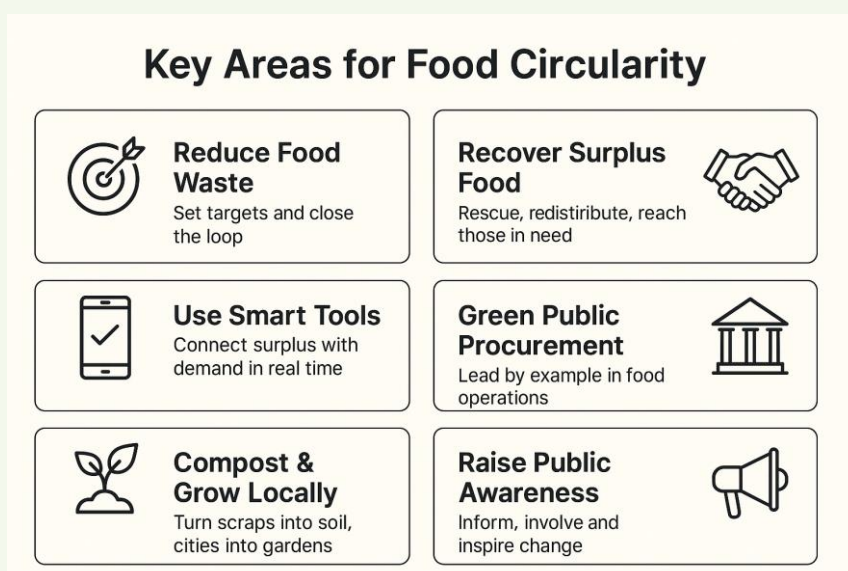 Key Areas for Food Circularity
Reduce Food
Waste
Set targets and close
the loop
Recover Surplus
Food
Rescue, redistiribute, reach
those in need
Use Smart Tools
Connect surplus with
demand in real time
Green Public
Procurement
Lead by example in food
operations
Compost &
Grow Locally
Turn scraps into soil,
cities into gardens
Raise Public
Awareness
Inform, involve and
inspire change